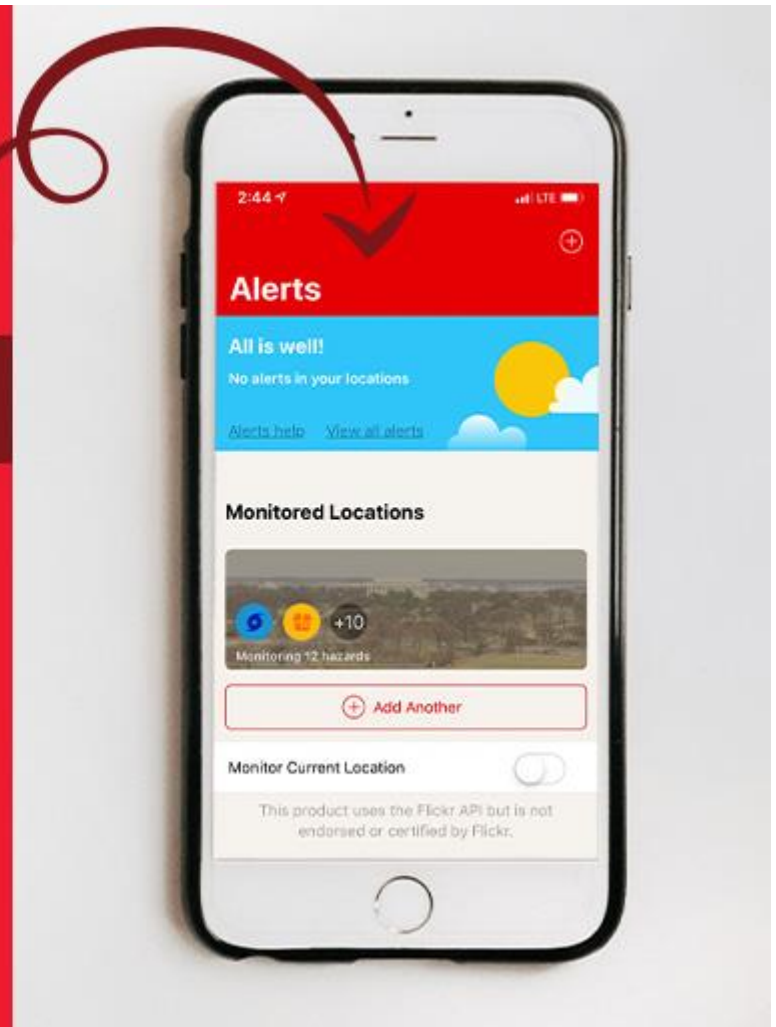 2:44
LTE
Alerts
All is well!
No alerts in your locations
Alerts help View all alerts
Monitored Locations
+10
Monitoring 12 hazards
Add Another
Monitor Current Location
This product uses the Flickr API but is not
endorsed or certified by Flickr.